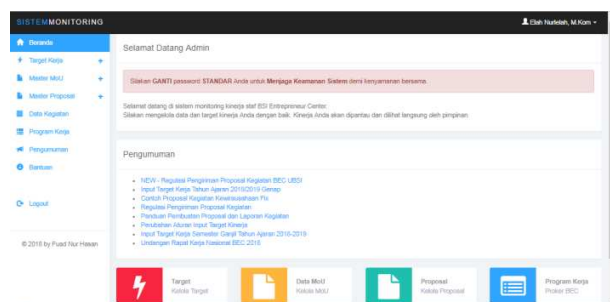 SISTEMMONITORING
Elah Nurlelah, M.Kom
Beranda
Target Kerja +
Master MoU +
Master Proposal +
Data Kegiatan
Program Kerja
Pengumuman
Bantuan
Logout
© 2018 by Fuad Nur Hasan
Selamat Datang Admin
Silakan GANTI password STANDAR Anda untuk Menjaga Keamanan Sistem demi kenyamanan bersama.
Selamat datang di sistem monitoring kinerja staf BSI Entrepreneur Center.
Silakan mengelola data dan target kinerja Anda dengan baik. Kinerja Anda akan dipantau dan dilihat langsung oleh pimpinan.
Pengumuman
NEW - Regulasi Pengiriman Proposal Kegiatan BEC UBSI
Input Target Kerja Tahun Ajaran 2018/2019 Genap
Contoh Proposal Kegiatan Kewirausahaan Fix
Regulasi Pengiriman Proposal Kegiatan
Panduan Pembuatan Proposal dan Laporan Kegiatan
Perubahan Aturan Input Target Kinerja
Input Target Kerja Semester Ganjil Tahun Ajaran 2018-2019
Undangan Rapat Kerja Nasional BEC 2018
Target
Kelola Target
Data MoU
Kelola MoU
Proposal
Kelola Proposal
Program Kerja
Proker BEC